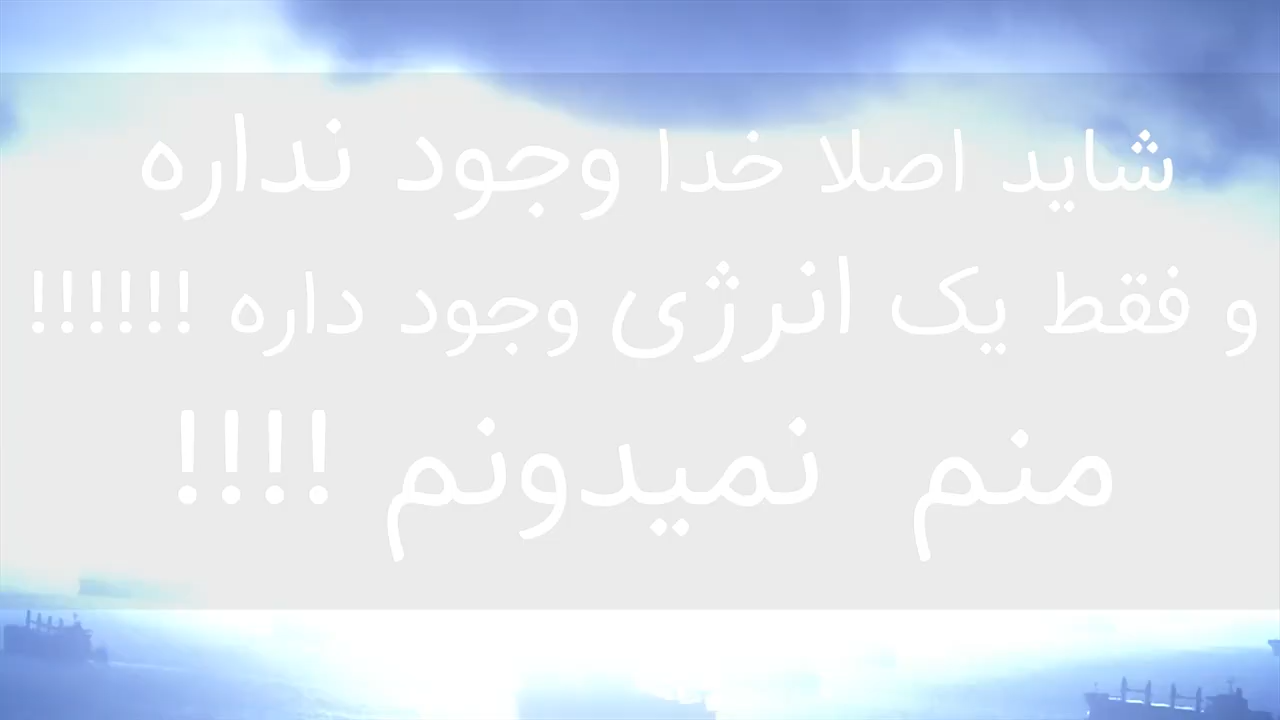 شاید اصلا خدا وجود نداره
و فقط یک انرژی وجود داره !!!!!!
منم نمیدونم !!!!